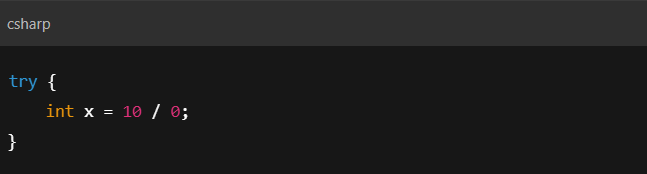 csharp
try {
    int x = 10 / 0;
}